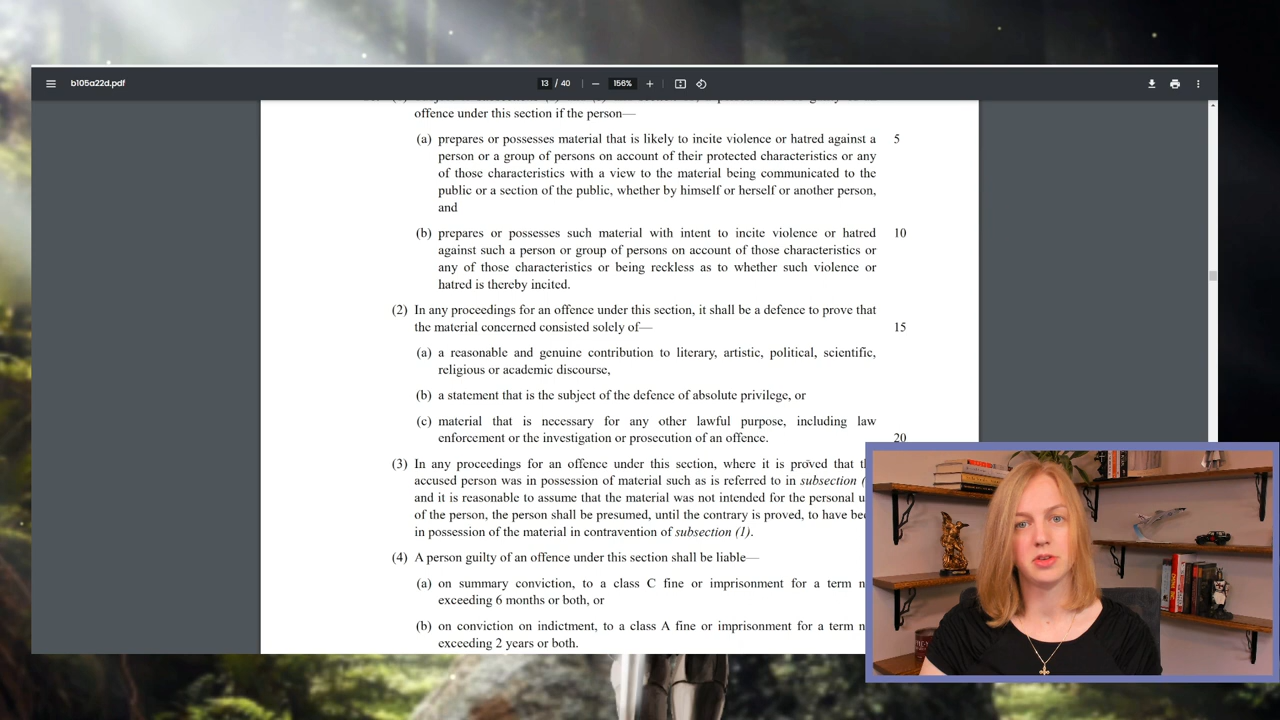 b105a22d.pdf
13 / 40
156%
offence under this section if the person—
(a) prepares or possesses material that is likely to incite violence or hatred against a 5
person or a group of persons on account of their protected characteristics or any
of those characteristics with a view to the material being communicated to the
public or a section of the public, whether by himself or herself or another person,
and
(b) prepares or possesses such material with intent to incite violence or hatred 10
against such a person or group of persons on account of those characteristics or
any of those characteristics or being reckless as to whether such violence or
hatred is thereby incited.
(2) In any proceedings for an offence under this section, it shall be a defence to prove that
the material concerned consisted solely of— 15
(a) a reasonable and genuine contribution to literary, artistic, political, scientific,
religious or academic discourse,
(b) a statement that is the subject of the defence of absolute privilege, or
(c) material that is necessary for any other lawful purpose, including law
enforcement or the investigation or prosecution of an offence. 20
(3) In any proceedings for an offence under this section, where it is proved that
accused person was in possession of material such as is referred to in subsection
and it is reasonable to assume that the material was not intended for the personal
of the person, the person shall be presumed, until the contrary is proved, to have
in possession of the material in contravention of subsection (1).
(4) A person guilty of an offence under this section shall be liable—
(a) on summary conviction, to a class C fine or imprisonment for a term
exceeding 6 months or both, or
(b) on conviction on indictment, to a class A fine or imprisonment for a term
exceeding 2 years or both.